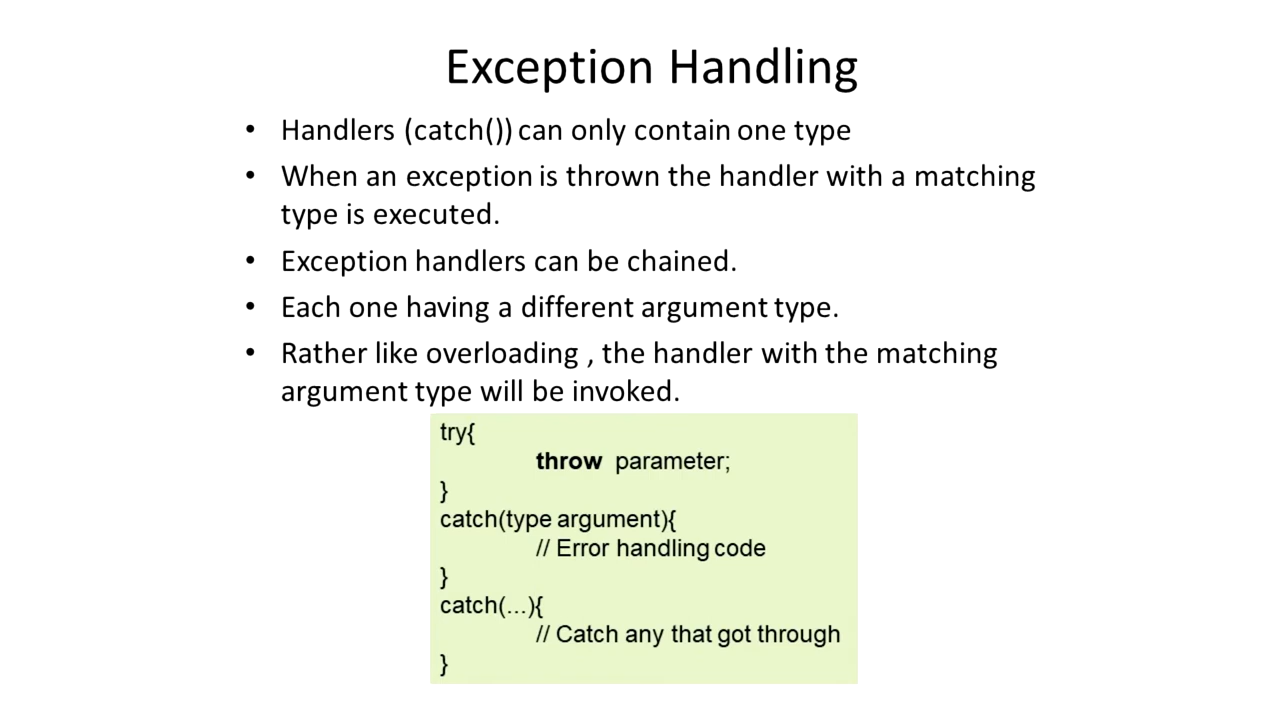 Exception Handling
• Handlers (catch()) can only contain one type
• When an exception is thrown the handler with a matching
type is executed.
• Exception handlers can be chained.
• Each one having a different argument type.
• Rather like overloading , the handler with the matching
argument type will be invoked.
try{
throw parameter;
}
catch(type argument){
// Error handling code
}
catch(...){
// Catch any that got through
}